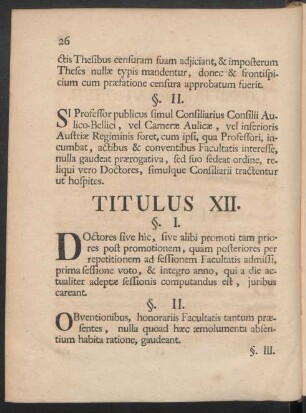 26
ctis Thesibus censuram suam adjiciant, & imposterum
Theses nullæ typis mandentur, donec & frontispi-
cium cum præfatione censura approbatum fuerit.
§. II.
SI Professor publicus simul Consiliarius Consilii Au-
lico-Bellici, vel Cameræ Aulicæ, vel inferioris
Austriæ Regiminis foret, cum ipsi, qua Professori, in-
cumbat, actibus & conventibus Facultatis interesse,
nulla gaudeat prærogativa, sed suo sedeat ordine, re-
liqui vero Doctores, simulque Consiliarii tractentur
ut hospites.
TITULUS XII.
§. I.
DOctores sive hîc, sive alibi promoti tam prio-
res post promotionem, quam posteriores per
repetitionem ad sessionem Facultatis admissi,
prima sessione voto, & integro anno, qui a die ac-
tualiter adeptæ sessionis computandus est, juribus
careant.
§. II.
OBventionibus, honorariis Facultatis tantum præ-
sentes, nulla quoad hæc æmolumenta absen-
tium habita ratione, gaudeant.
§. III.